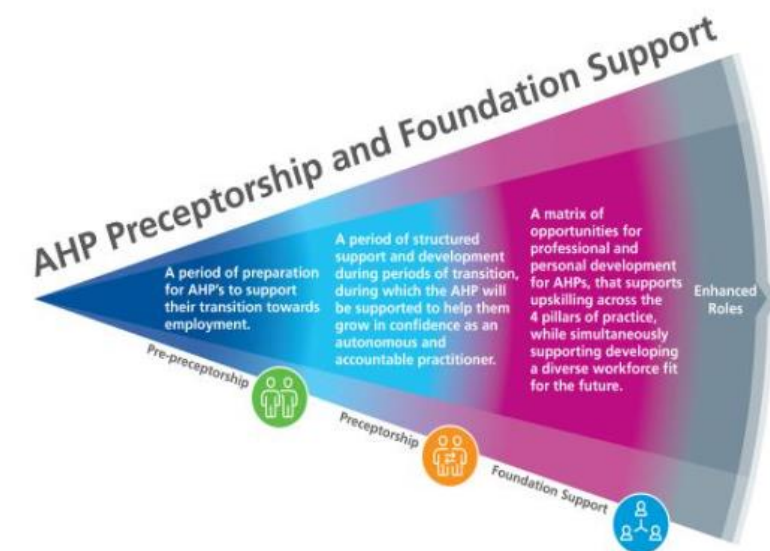 AHP Preceptorship and Foundation Support
A period of preparation
for AHP's to support
their transition towards
employment.
A period of structured
support and development
during periods of transition,
during which the AHP will
be supported to help them
grow in confidence as an
autonomous and
accountable practitioner.
A matrix of
opportunities for
professional and
personal development
for AHPs, that supports
upskilling across the
4 pillars of practice,
while simultaneously
supporting developing
a diverse workforce fit
for the future.
Enhanced
Roles
Pre-preceptorship
Preceptorship
Foundation Support